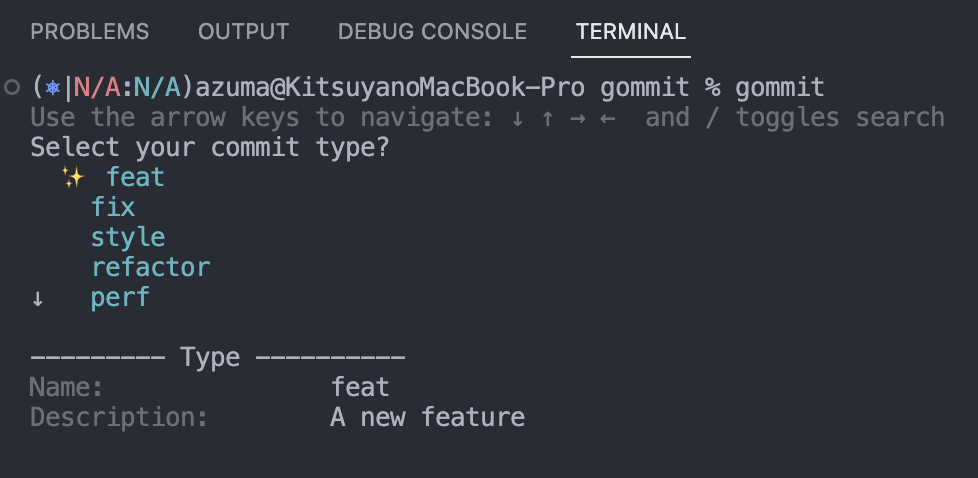 PROBLEMS OUTPUT DEBUG CONSOLE TERMINAL
(⎈|N/A:N/A)azuma@KitsuyanoMacBook-Pro gommit % gommit
Use the arrow keys to navigate: ↓ ↑ → ←  and / toggles search
Select your commit type?
✨ feat
fix
style
refactor
↓ perf
--------- Type ----------
Name: feat
Description: A new feature